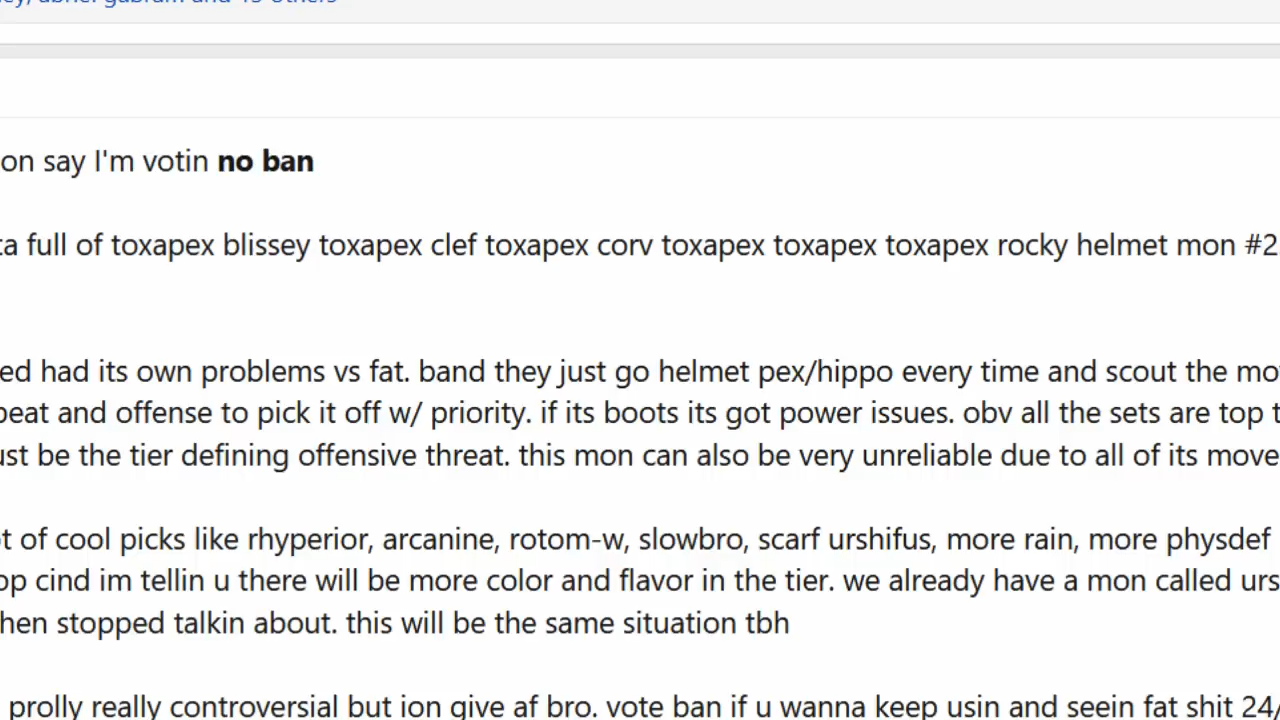 on say I'm votin no ban
ta full of toxapex blissey toxapex clef toxapex corv toxapex toxapex toxapex rocky helmet mon #2
ed had its own problems vs fat. band they just go helmet pex/hippo every time and scout the mo
peat and offense to pick it off w/ priority. if its boots its got power issues. obv all the sets are top t
ust be the tier defining offensive threat. this mon can also be very unreliable due to all of its move
t of cool picks like rhyperior, arcanine, rotom-w, slowbro, scarf urshifus, more rain, more physdef
op cind im tellin u there will be more color and flavor in the tier. we already have a mon called urs
hen stopped talkin about. this will be the same situation tbh
prolly really controversial but ion give af bro. vote ban if u wanna keep usin and seein fat shit 24/